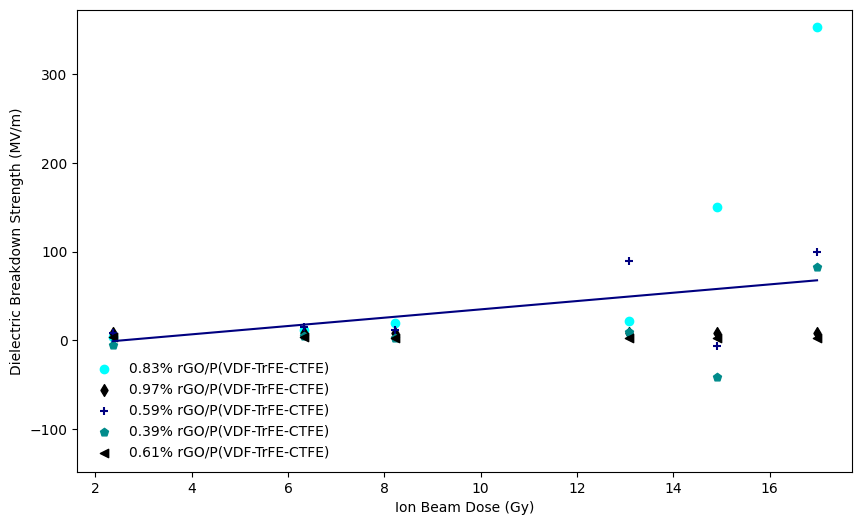 Dielectric Breakdown Strength (MV/m)
300
200
100
0
−100
0.83% rGO/P(VDF-TrFE-CTFE)
0.97% rGO/P(VDF-TrFE-CTFE)
0.59% rGO/P(VDF-TrFE-CTFE)
0.39% rGO/P(VDF-TrFE-CTFE)
0.61% rGO/P(VDF-TrFE-CTFE)
2 4 6 8 10 12 14 16
Ion Beam Dose (Gy)